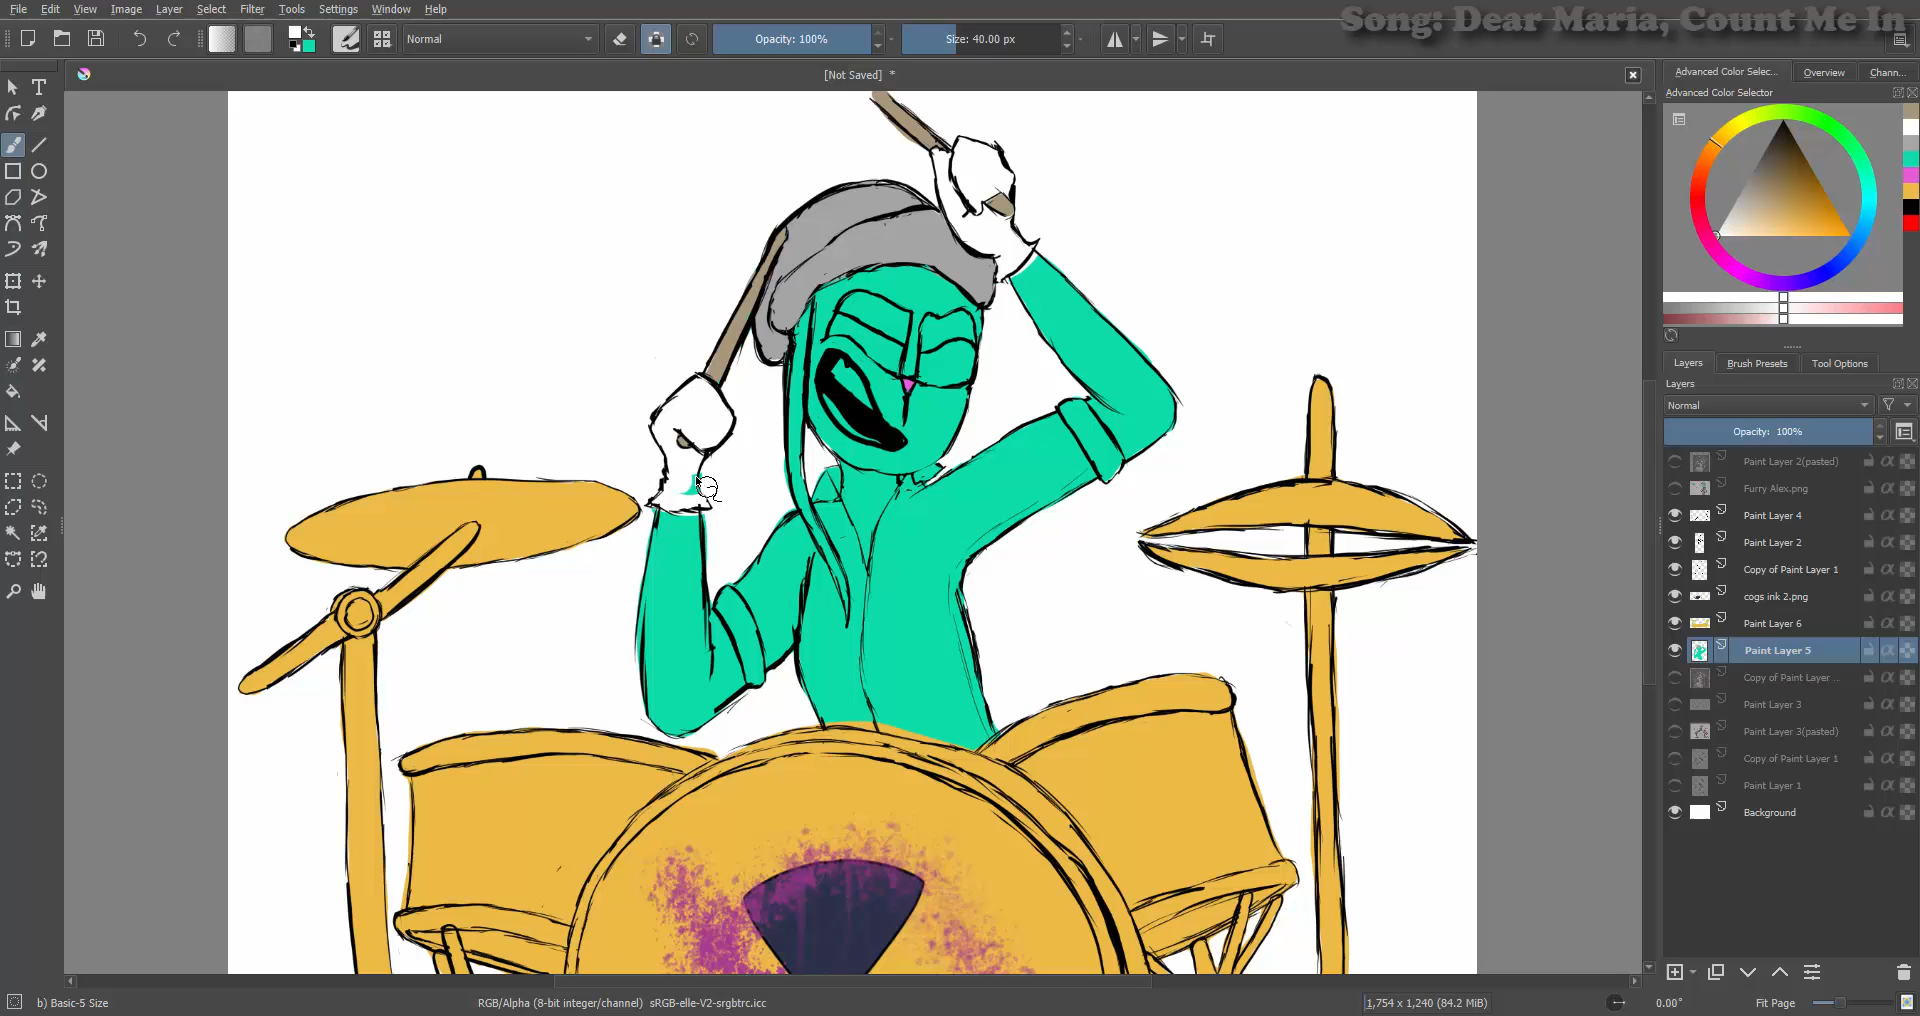 File Edit View Image Layer Select Filter Tools Settings Window Help
Song: Dear Maria, Count Me In
Normal
Opacity: 100%
Size: 40.00 px
[Not Saved] *
Advanced Color Selec...
Overview
Chann...
Advanced Color Selector
Layers
Brush Presets
Tool Options
Layers
Normal
Opacity: 100%
Paint Layer 2(pasted)
Furry Alex.png
Paint Layer 4
Paint Layer 2
Copy of Paint Layer 1
cogs ink 2.png
Paint Layer 6
Paint Layer 5
Copy of Paint Layer ...
Paint Layer 3
Paint Layer 3(pasted)
Copy of Paint Layer 1
Paint Layer 1
Background
b) Basic-5 Size
RGB/Alpha (8-bit integer/channel) sRGB-elle-V2-srgbtrc.icc
1,754 x 1,240 (84.2 MiB)
0.00°
Fit Page